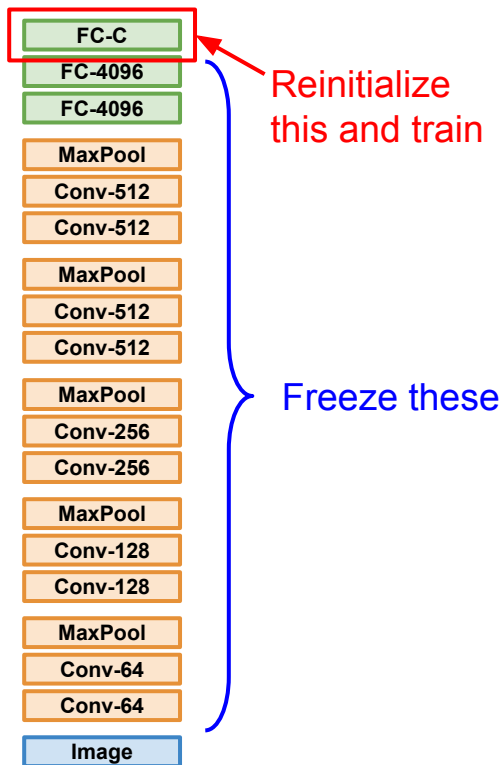 FC-C
FC-4096
FC-4096
MaxPool
Conv-512
Conv-512
MaxPool
Conv-512
Conv-512
MaxPool
Conv-256
Conv-256
MaxPool
Conv-128
Conv-128
MaxPool
Conv-64
Conv-64
Image
Reinitialize
this and train
Freeze these